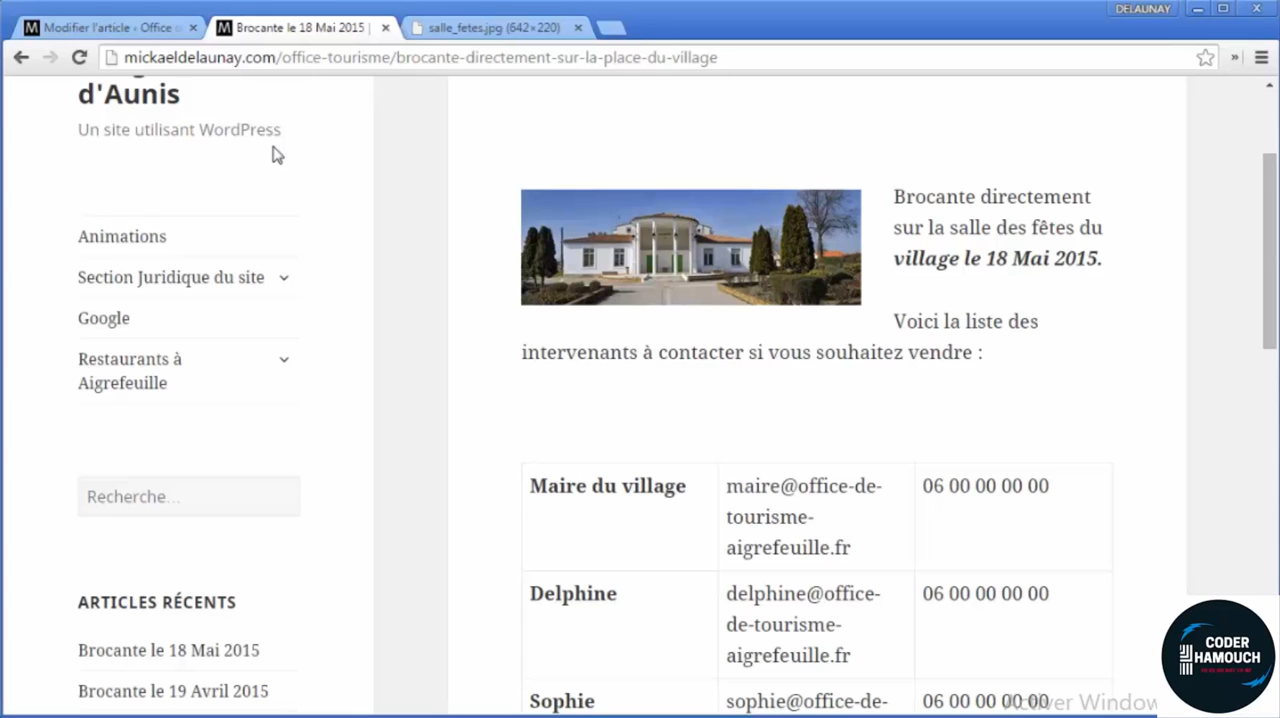 DELAUNAY
Modifier l'article ‹ Office
Brocante le 18 Mai 2015 |
salle_fetes.jpg (642×220)
mickaeldelaunay.com/office-tourisme/brocante-directement-sur-la-place-du-village
d'Aunis
Un site utilisant WordPress
Animations
Section Juridique du site
Google
Restaurants à
Aigrefeuille
Recherche...
ARTICLES RÉCENTS
Brocante le 18 Mai 2015
Brocante le 19 Avril 2015
Brocante directement
sur la salle des fêtes du
village le 18 Mai 2015.
Voici la liste des
intervenants à contacter si vous souhaitez vendre :
Maire du village
maire@office-de-
tourisme-
aigrefeuille.fr
06 00 00 00 00
Delphine
delphine@office-
de-tourisme-
aigrefeuille.fr
06 00 00 00 00
Sophie
sophie@office-de-
06 00 00 00 00
Activer Window
CODER
HAMOUCH